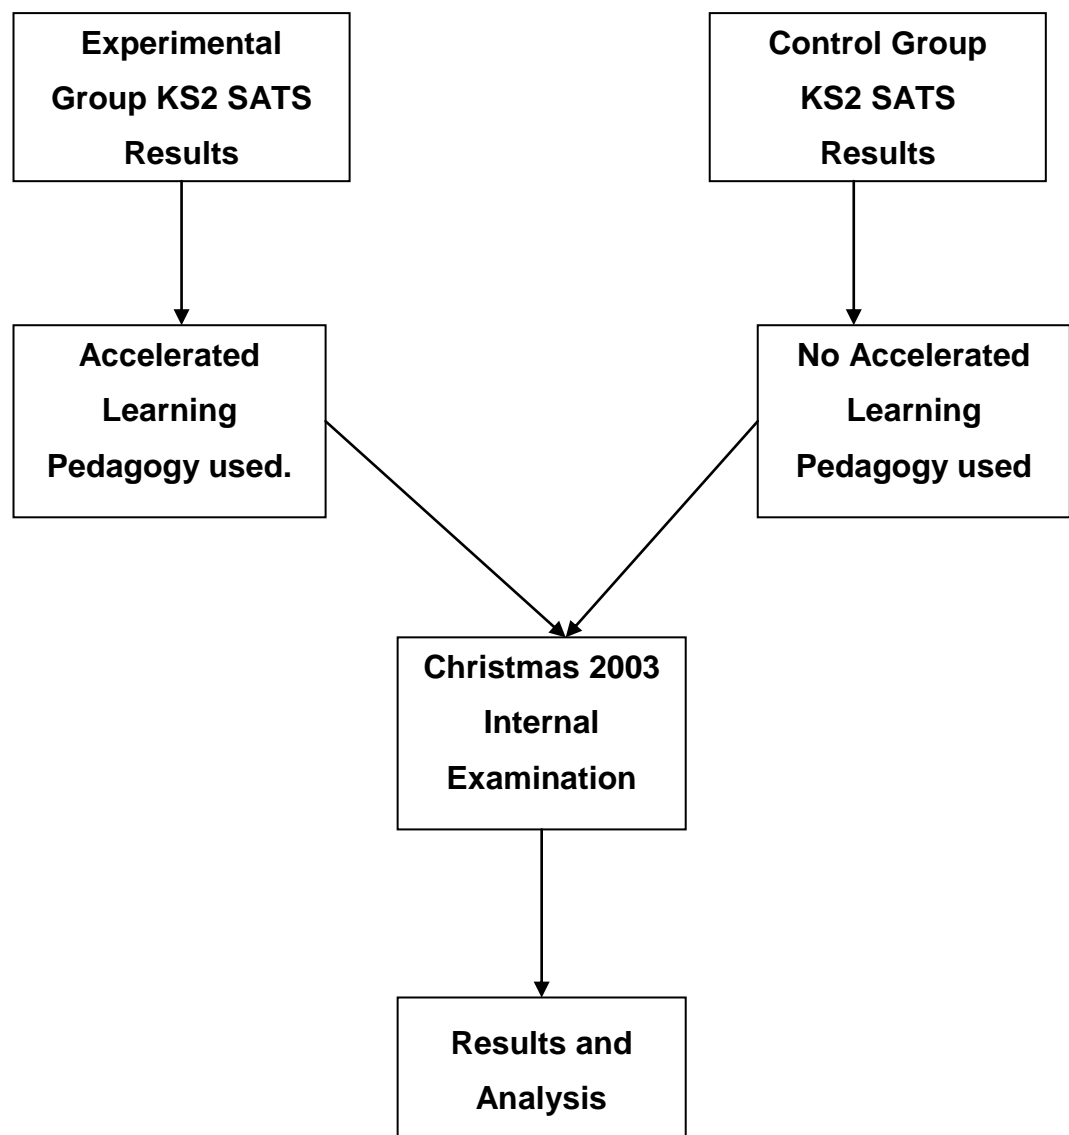 Experimental
Group KS2 SATS
Results
Control Group
KS2 SATS
Results
Accelerated
Learning
Pedagogy used.
No Accelerated
Learning
Pedagogy used
Christmas 2003
Internal
Examination
Results and
Analysis